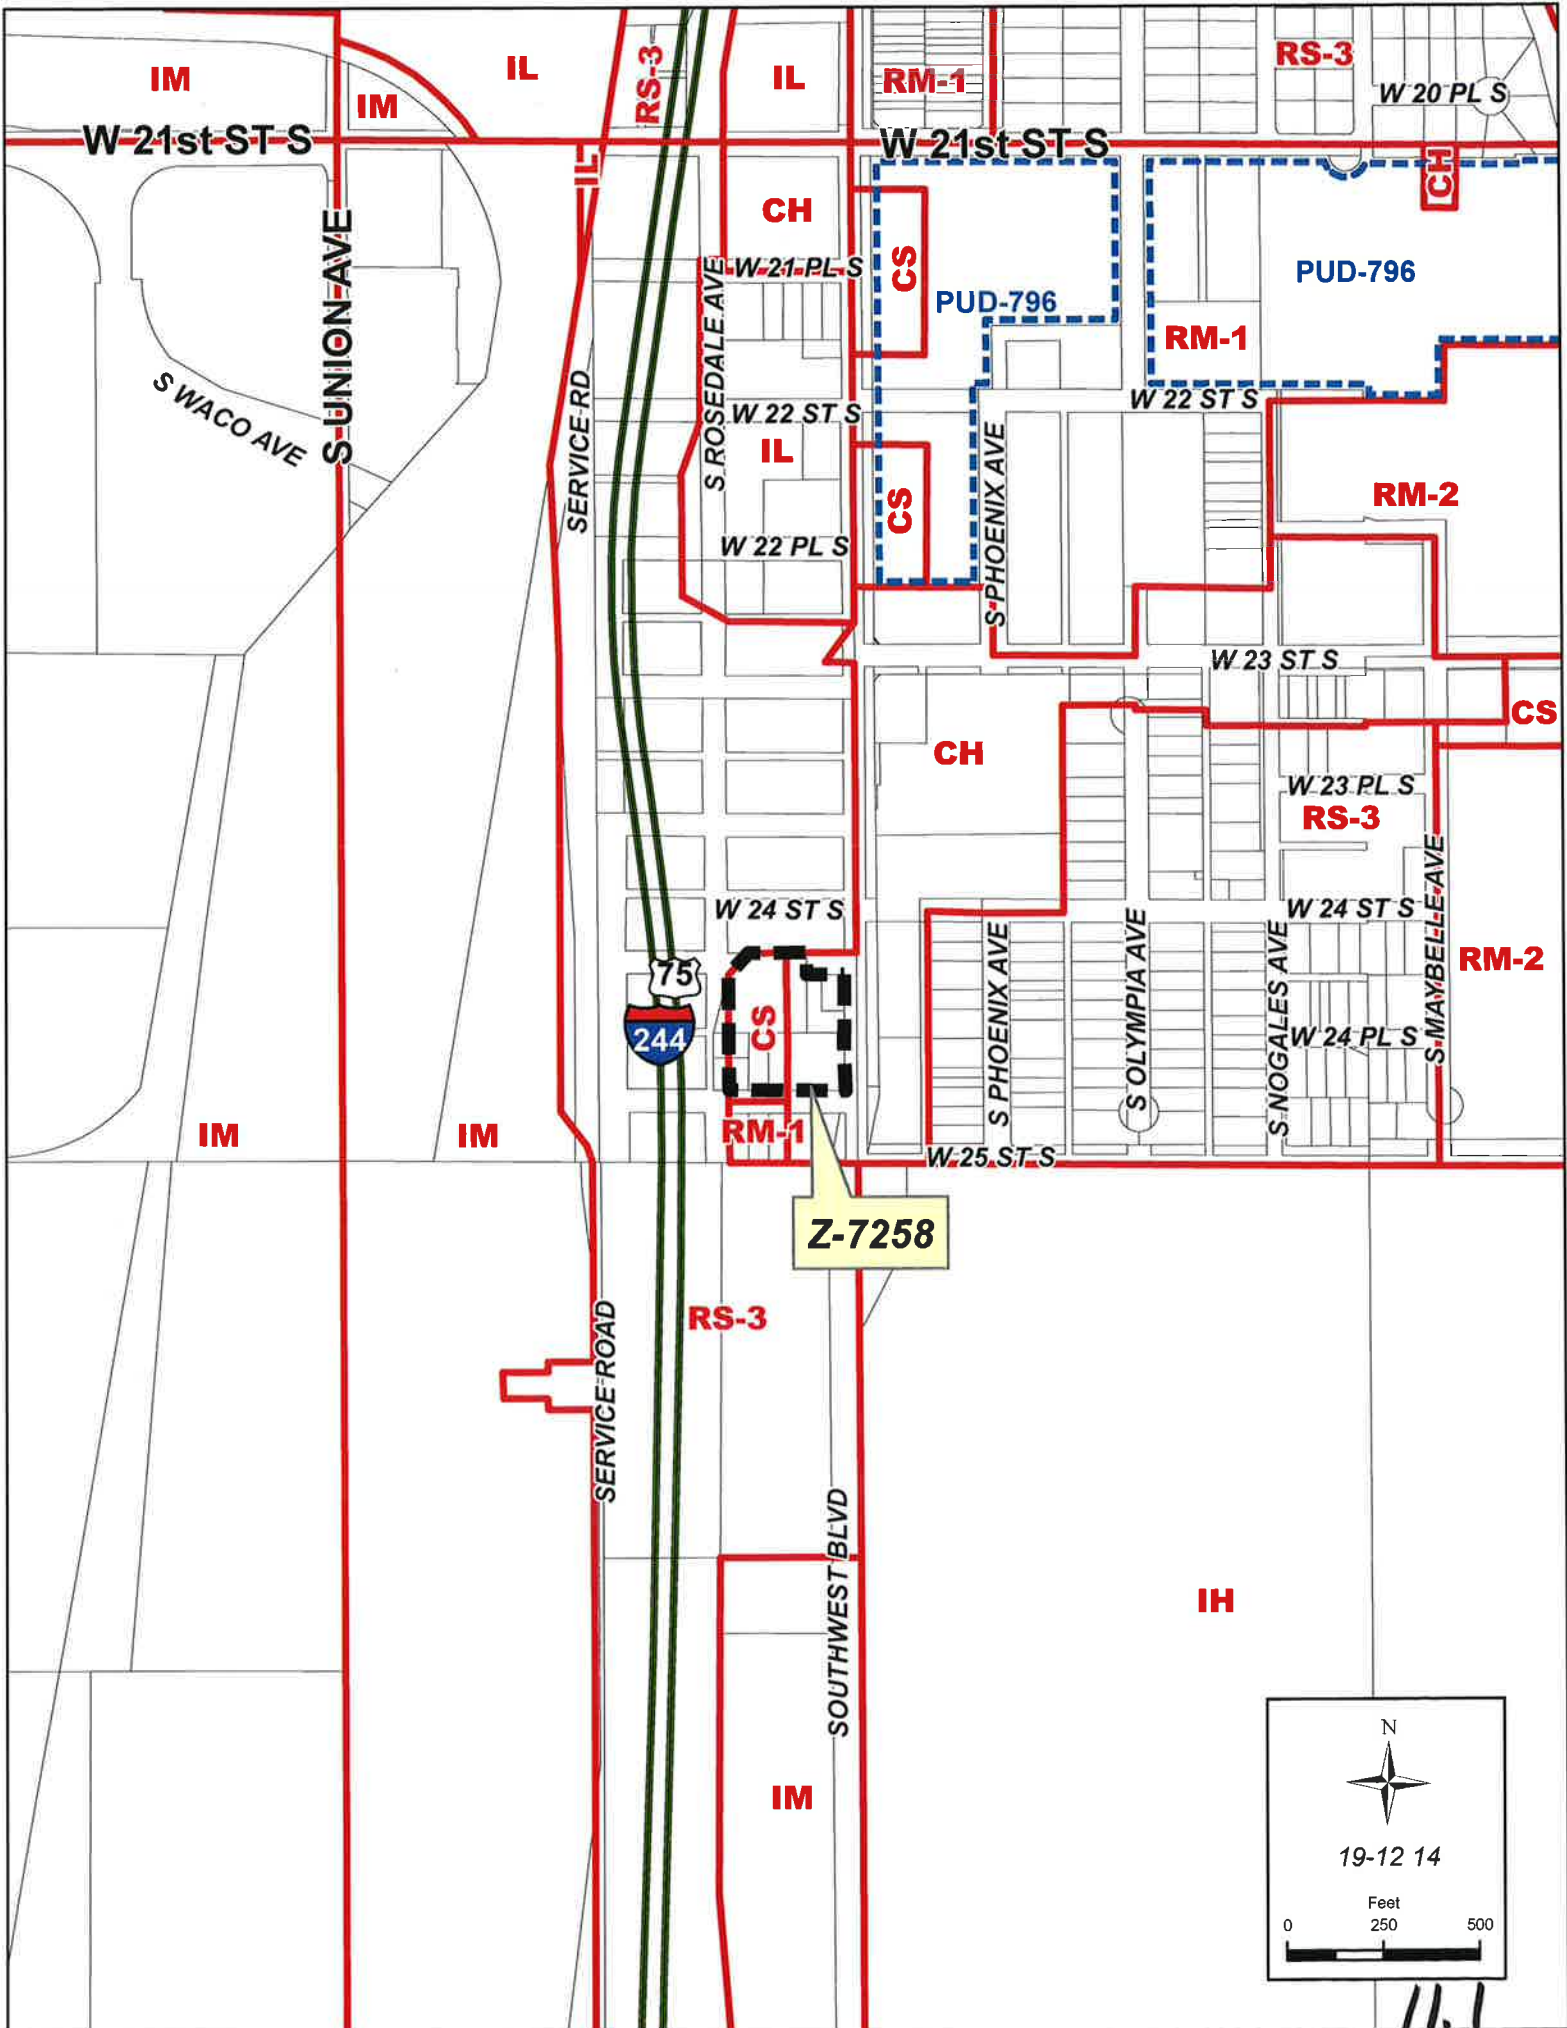 IM
IL
RS-3
IL
RM-1
RS-3
IM
W 20 PL S
W 21st ST S
W 21st ST S
IL
CH
CH
CS
W 21 PL S
PUD-796
PUD-796
RM-1
S UNION AVE
S WACO AVE
SERVICE RD
S ROSEDALE AVE
W 22 ST S
W 22 ST S
IL
CS
S PHOENIX AVE
RM-2
W 22 PL S
W 23 ST S
CS
CH
W 23 PL S
RS-3
S MAYBELLE AVE
W 24 ST S
W 24 ST S
S PHOENIX AVE
S OLYMPIA AVE
S NOGALES AVE
RM-2
75
244
CS
W 24 PL S
IM
IM
RM-1
W 25 ST S
Z-7258
RS-3
SERVICE ROAD
SOUTHWEST BLVD
IH
IM
N
19-12 14
Feet
0 250 500